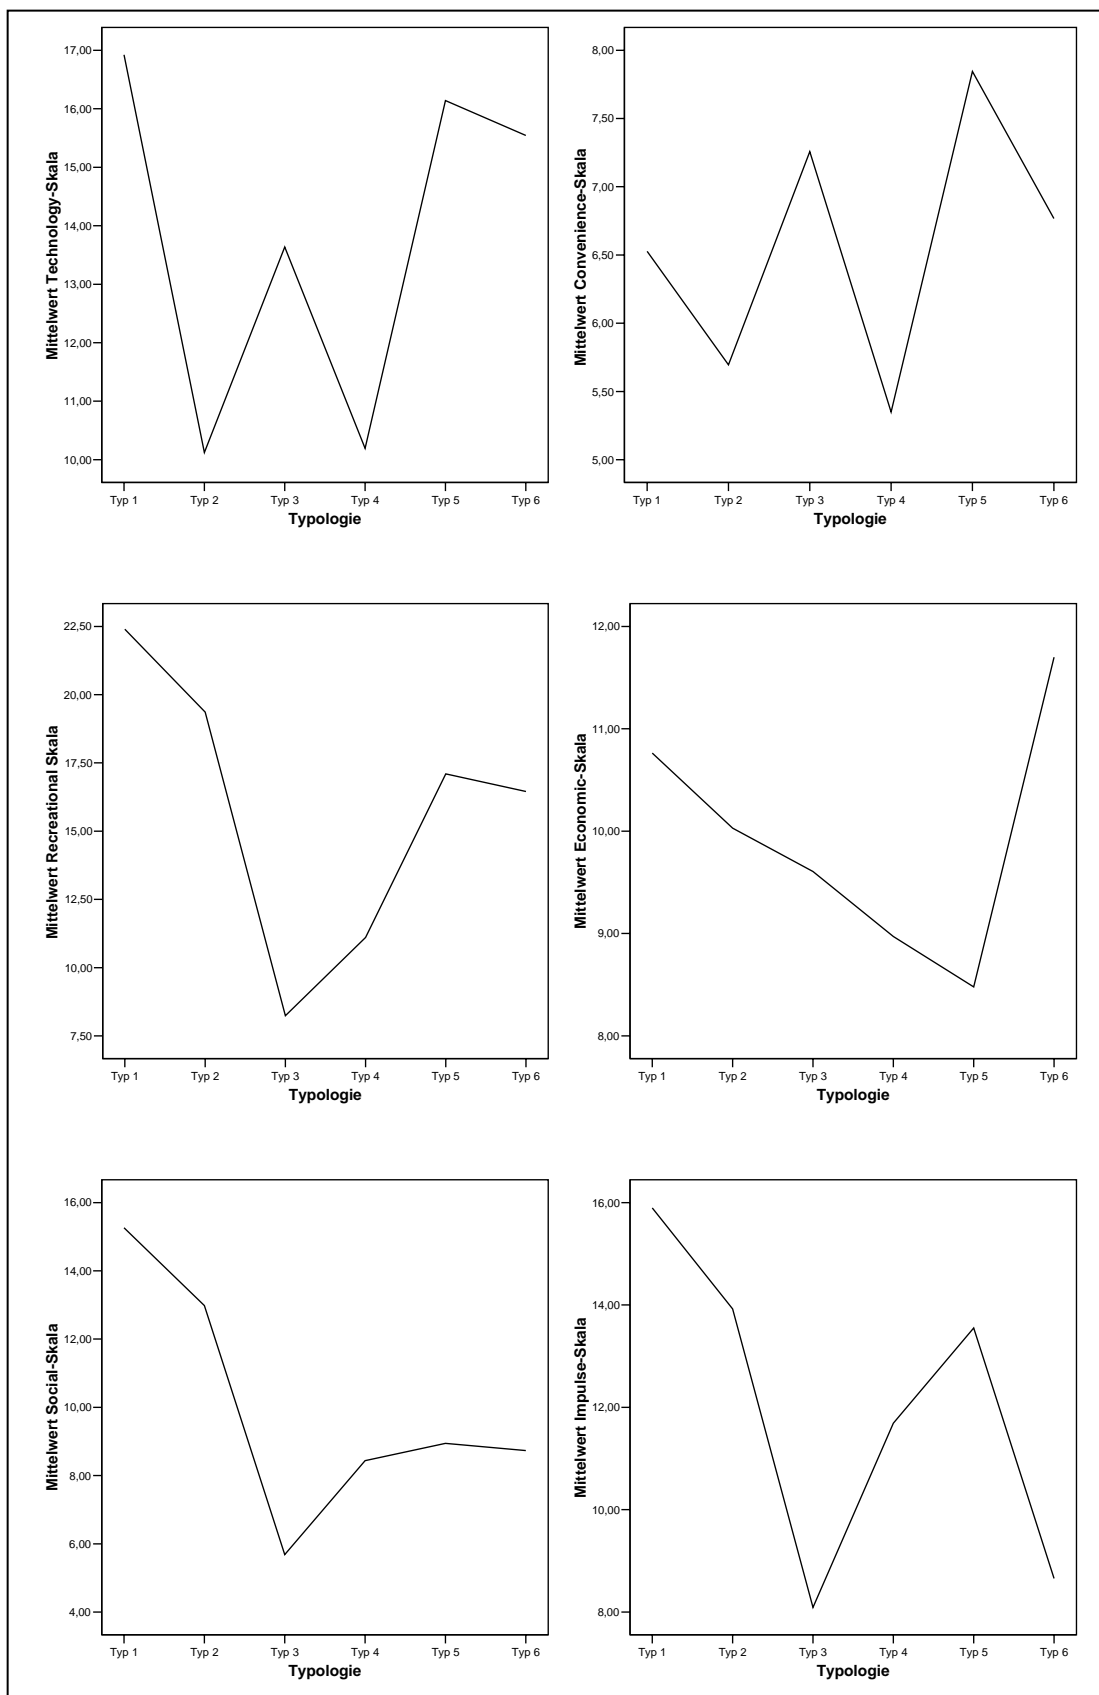 Mittelwert Technology-Skala
17,00
16,00
15,00
14,00
13,00
12,00
11,00
10,00
Typ 1 Typ 2 Typ 3 Typ 4 Typ 5 Typ 6
Typologie
Mittelwert Convenience-Skala
8,00
7,50
7,00
6,50
6,00
5,50
5,00
Typ 1 Typ 2 Typ 3 Typ 4 Typ 5 Typ 6
Typologie
Mittelwert Recreational Skala
22,50
20,00
17,50
15,00
12,50
10,00
7,50
Typ 1 Typ 2 Typ 3 Typ 4 Typ 5 Typ 6
Typologie
Mittelwert Economic-Skala
12,00
11,00
10,00
9,00
8,00
Typ 1 Typ 2 Typ 3 Typ 4 Typ 5 Typ 6
Typologie
Mittelwert Social-Skala
16,00
14,00
12,00
10,00
8,00
6,00
4,00
Typ 1 Typ 2 Typ 3 Typ 4 Typ 5 Typ 6
Typologie
Mittelwert Impulse-Skala
16,00
14,00
12,00
10,00
8,00
Typ 1 Typ 2 Typ 3 Typ 4 Typ 5 Typ 6
Typologie